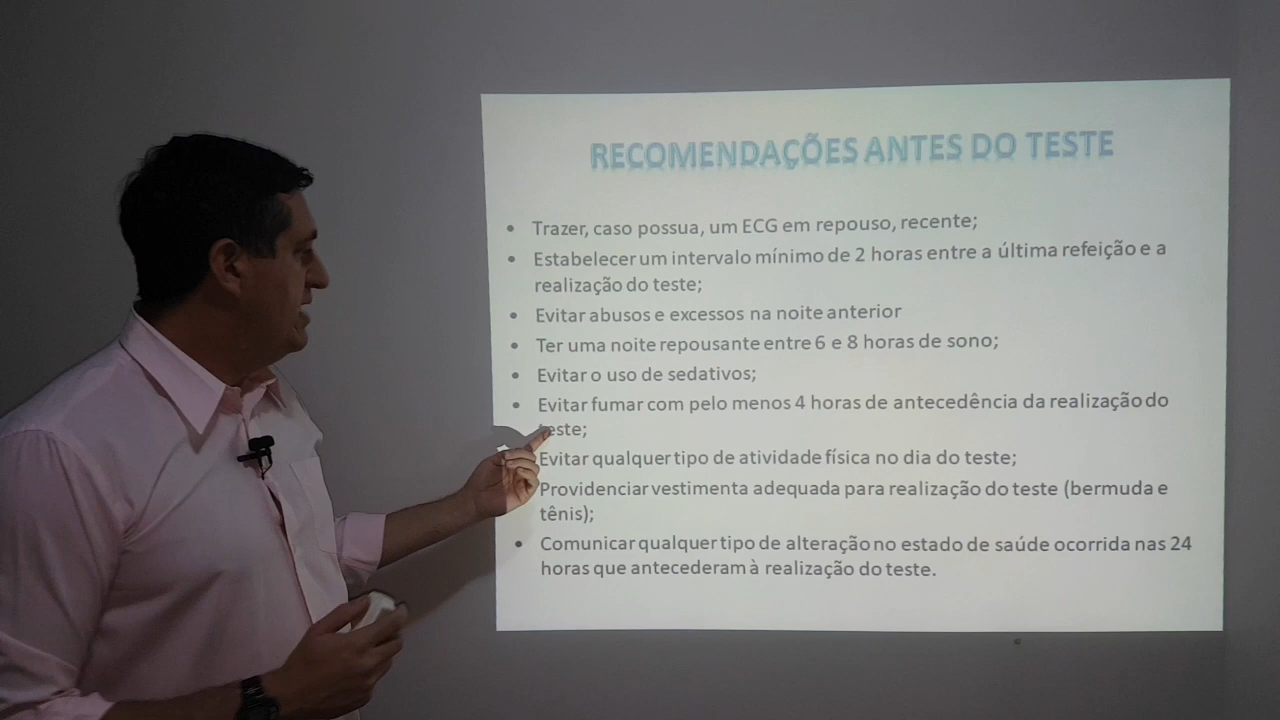 RECOMENDAÇÕES ANTES DO TESTE
• Trazer, caso possua, um ECG em repouso, recente;
• Estabelecer um intervalo mínimo de 2 horas entre a última refeição e a
realização do teste;
• Evitar abusos e excessos na noite anterior
• Ter uma noite repousante entre 6 e 8 horas de sono;
• Evitar o uso de sedativos;
• Evitar fumar com pelo menos 4 horas de antecedência da realização do
teste;
Evitar qualquer tipo de atividade física no dia do teste;
Providenciar vestimenta adequada para realização do teste (bermuda e
tênis);
• Comunicar qualquer tipo de alteração no estado de saúde ocorrida nas 24
horas que antecederam à realização do teste.